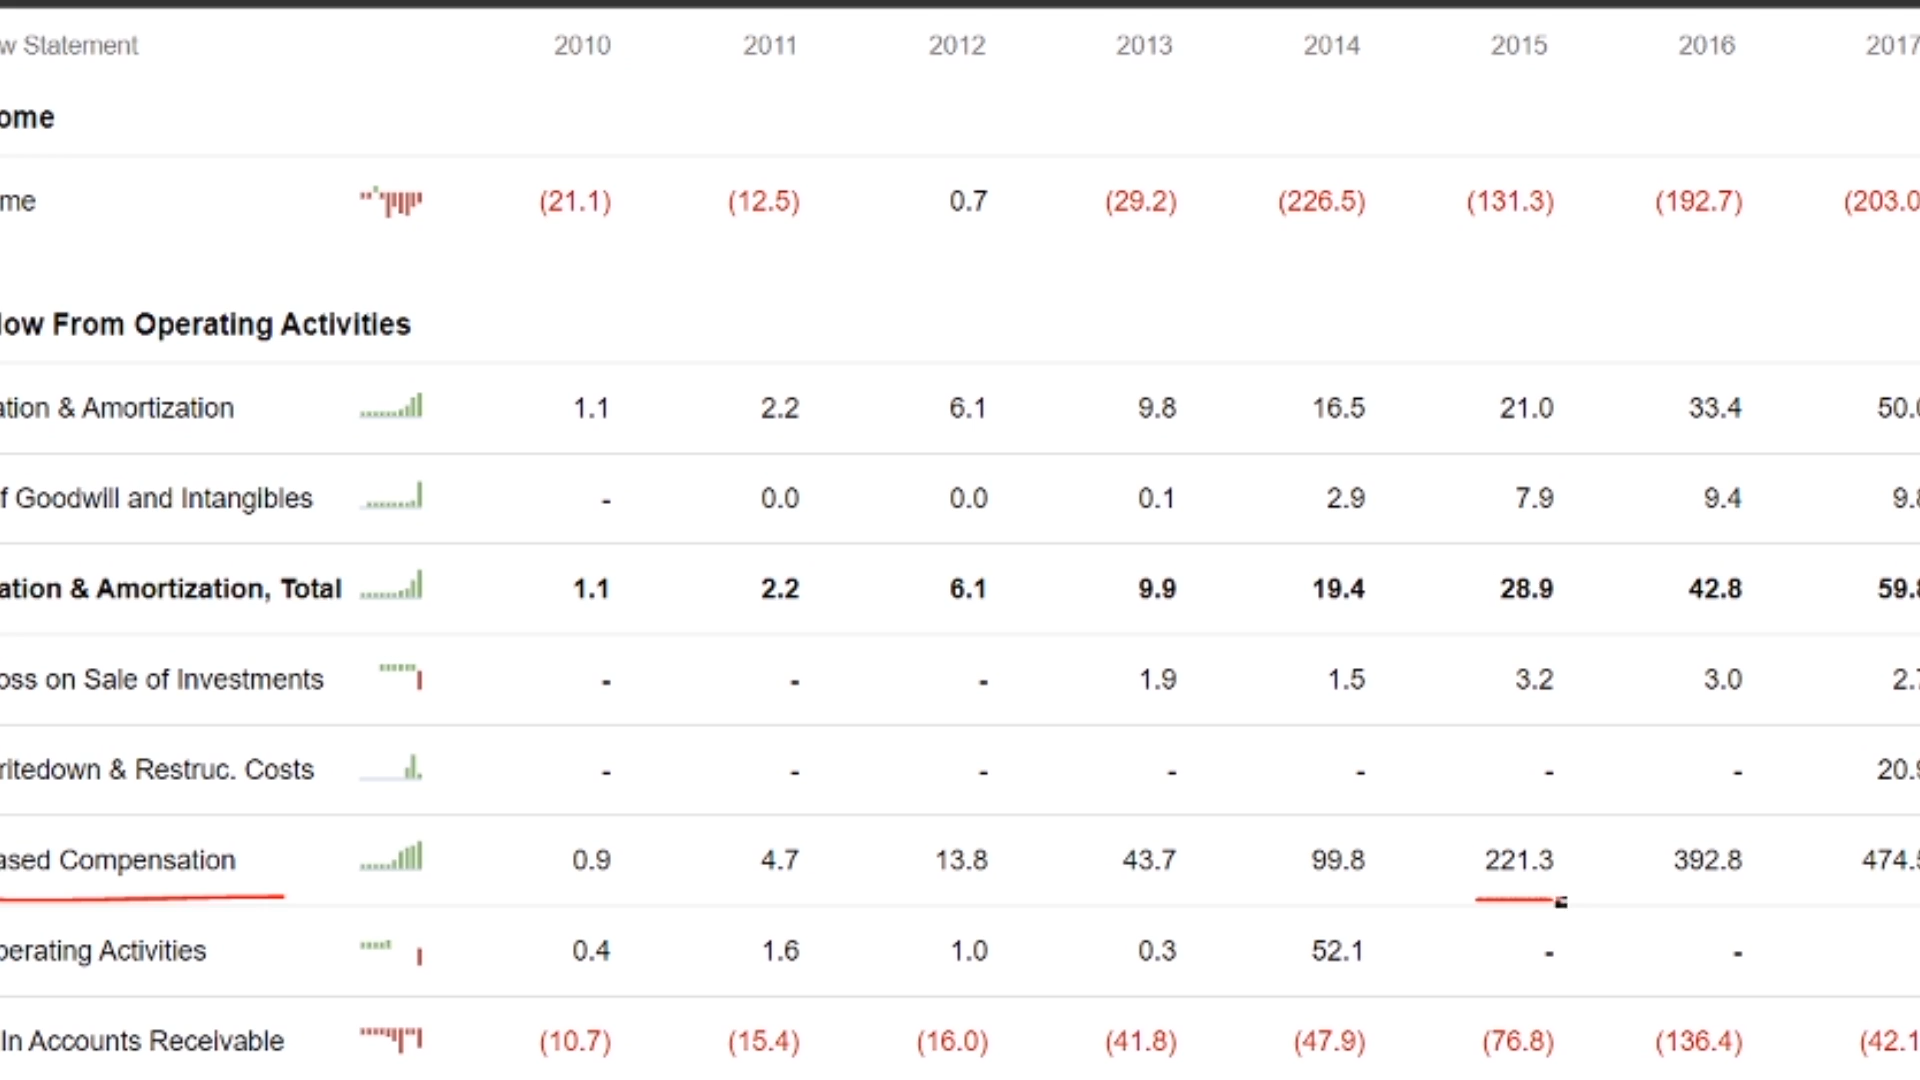 w Statement 2010 2011 2012 2013 2014 2015 2016 2017
ome
me (21.1) (12.5) 0.7 (29.2) (226.5) (131.3) (192.7) (203.0
low From Operating Activities
ation & Amortization 1.1 2.2 6.1 9.8 16.5 21.0 33.4 50.0
f Goodwill and Intangibles - 0.0 0.0 0.1 2.9 7.9 9.4 9.8
ation & Amortization, Total 1.1 2.2 6.1 9.9 19.4 28.9 42.8 59.8
oss on Sale of Investments - - - 1.9 1.5 3.2 3.0 2.7
ritedown & Restruc. Costs - - - - - - - 20.9
ased Compensation 0.9 4.7 13.8 43.7 99.8 221.3 392.8 474.5
perating Activities 0.4 1.6 1.0 0.3 52.1 - -
In Accounts Receivable (10.7) (15.4) (16.0) (41.8) (47.9) (76.8) (136.4) (42.1